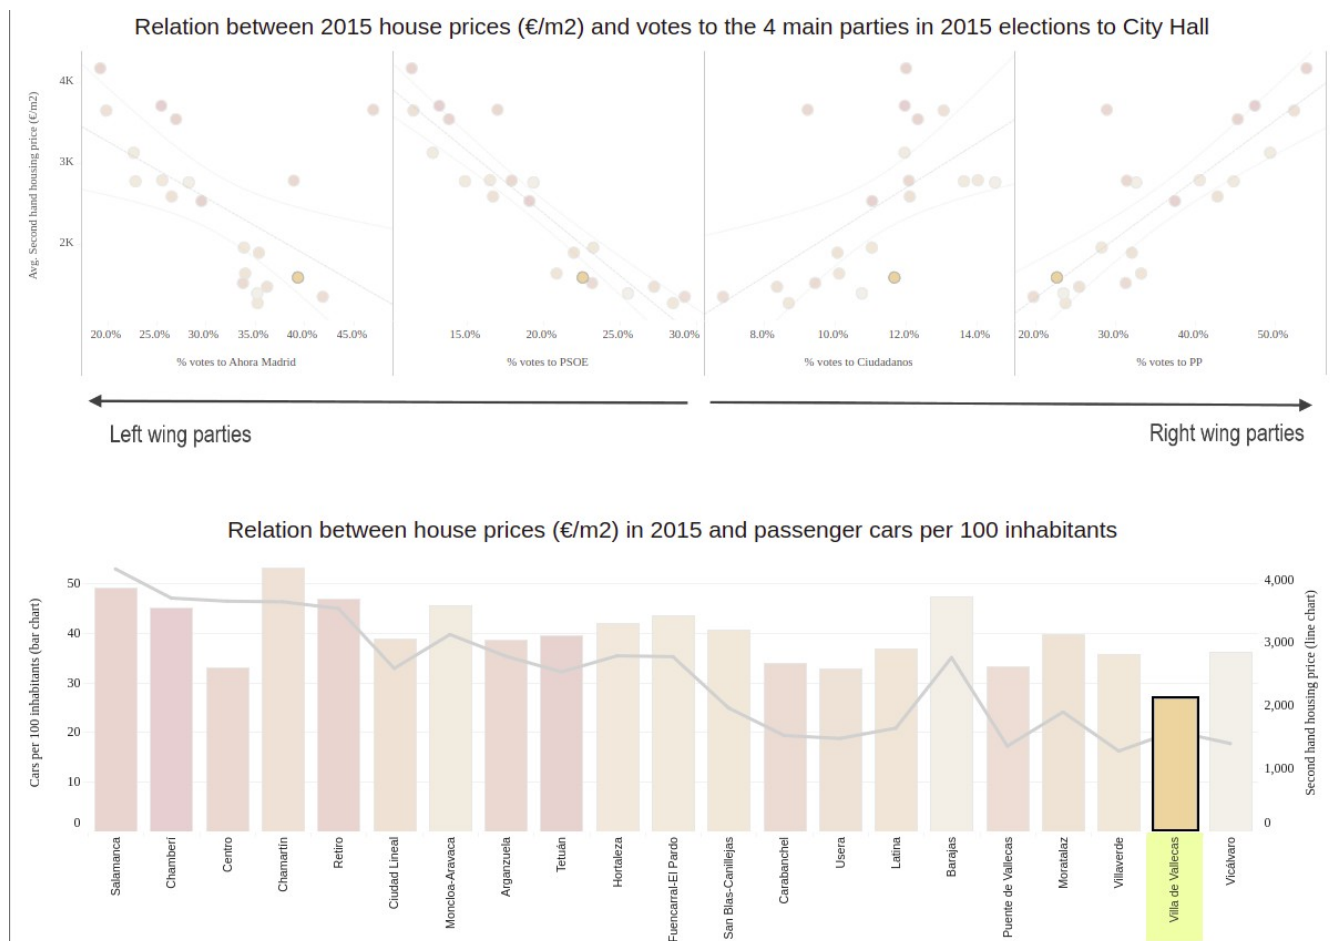 Relation between 2015 house prices (€/m2) and votes to the 4 main parties in 2015 elections to City Hall
Avg. Second hand housing price (€/m2)
4K
3K
2K
20.0% 25.0% 30.0% 35.0% 40.0% 45.0%
15.0% 20.0% 25.0% 30.0%
8.0% 10.0% 12.0% 14.0%
20.0% 30.0% 40.0% 50.0%
% votes to Ahora Madrid
% votes to PSOE
% votes to Ciudadanos
% votes to PP
Left wing parties
Right wing parties
Relation between house prices (€/m2) in 2015 and passenger cars per 100 inhabitants
Cars per 100 inhabitants (bar chart)
50
40
30
20
10
0
4,000
3,000
2,000
1,000
0
Second hand housing price (line chart)
Salamanca
Chamberí
Centro
Chamartín
Retiro
Ciudad Lineal
Moncloa-Aravaca
Arganzuela
Tetuán
Hortaleza
Fuencarral-El Pardo
San Blas-Canillejas
Carabanchel
Usera
Latina
Barajas
Puente de Vallecas
Moratalaz
Villaverde
Villa de Vallecas
Vicálvaro